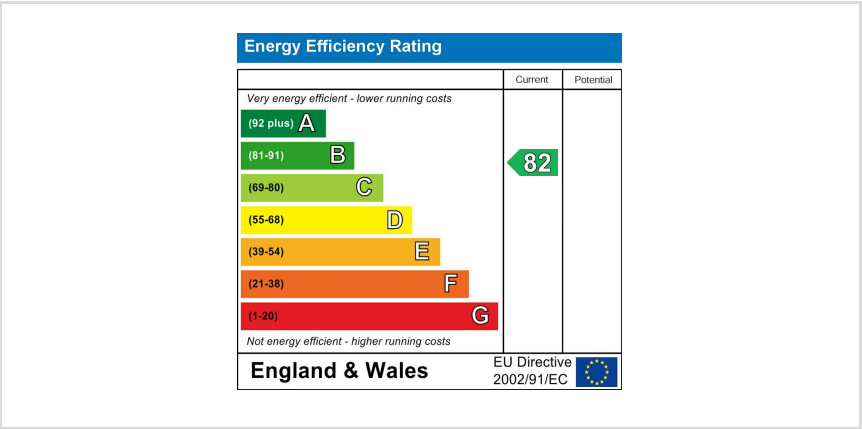 Energy Efficiency Rating
Current Potential
Very energy efficient - lower running costs
(92 plus) A
(81-91) B
82
(69-80) C
(55-68) D
(39-54) E
(21-38) F
(1-20) G
Not energy efficient - higher running costs
England & Wales
EU Directive
2002/91/EC